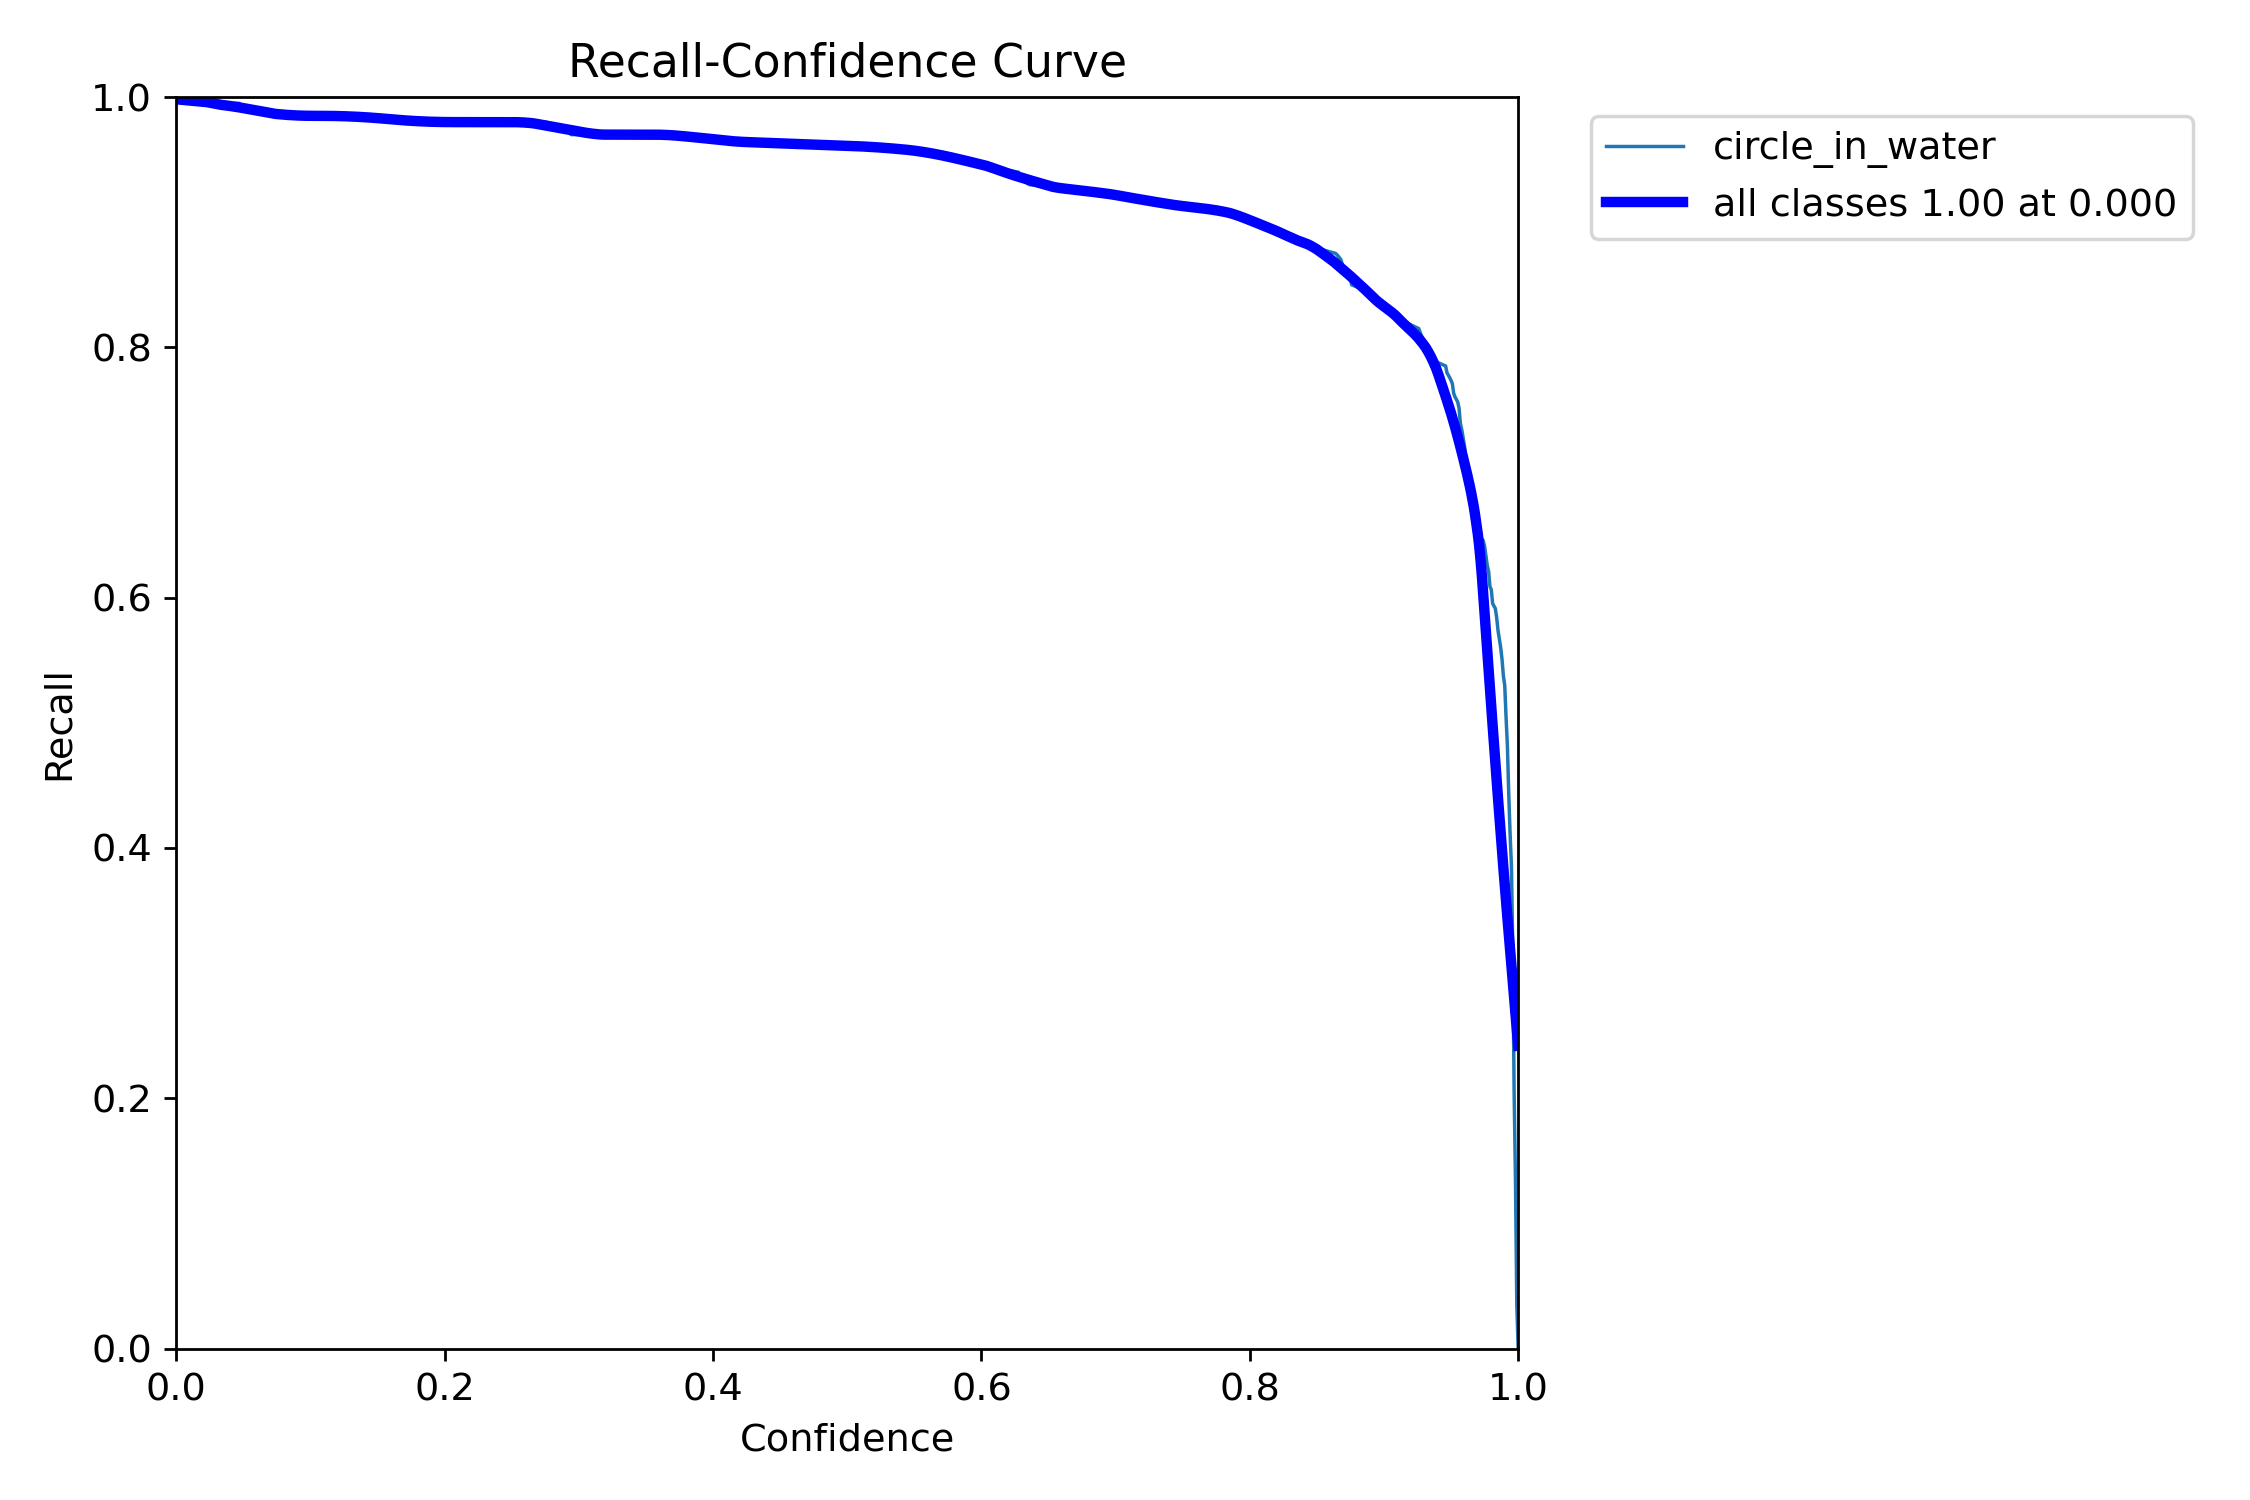 Recall-Confidence Curve
1.0
0.8
0.6
0.4
0.2
0.0
Recall
0.0 0.2 0.4 0.6 0.8 1.0
Confidence
circle_in_water
all classes 1.00 at 0.000